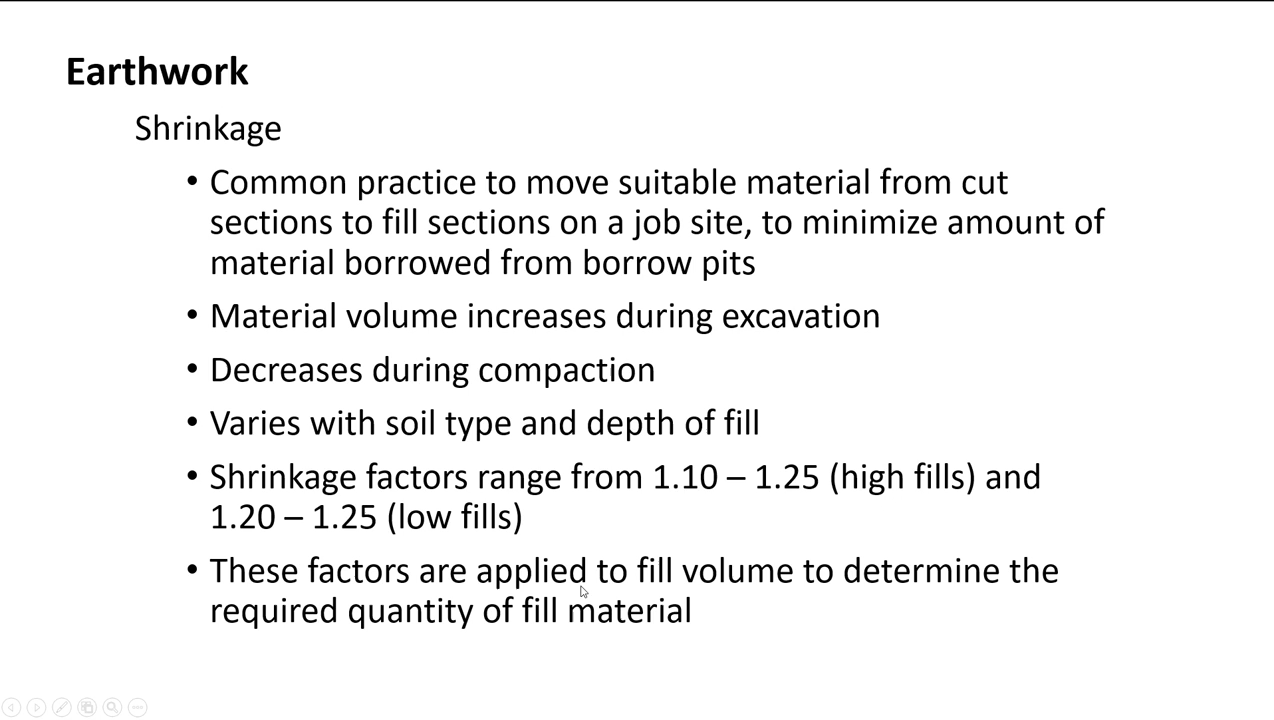 Earthwork
Shrinkage
• Common practice to move suitable material from cut
sections to fill sections on a job site, to minimize amount of
material borrowed from borrow pits
• Material volume increases during excavation
• Decreases during compaction
• Varies with soil type and depth of fill
• Shrinkage factors range from 1.10 – 1.25 (high fills) and
1.20 – 1.25 (low fills)
• These factors are applied to fill volume to determine the
required quantity of fill material